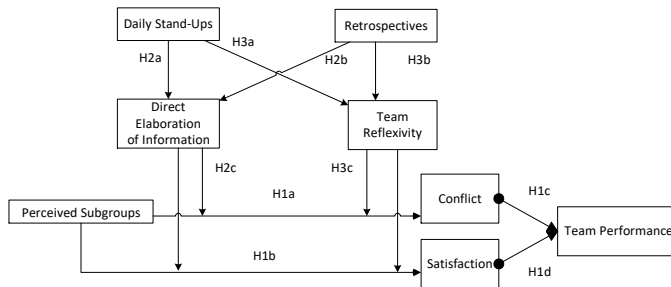 Daily Stand-Ups
Retrospectives
H3a
H2a
H2b
H3b
Direct
Elaboration
of Information
Team
Reflexivity
H2c
H3c
H1a
Conflict
H1c
Perceived Subgroups
Team Performance
H1b
Satisfaction
H1d